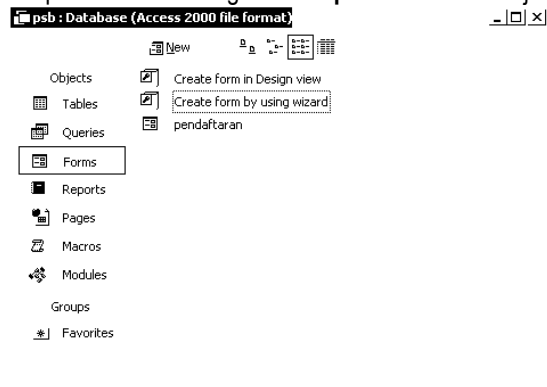 psb : Database (Access 2000 file format)
New
Objects
Tables
Queries
Forms
Reports
Pages
Macros
Modules
Groups
Favorites
Create form in Design view
Create form by using wizard
pendaftaran